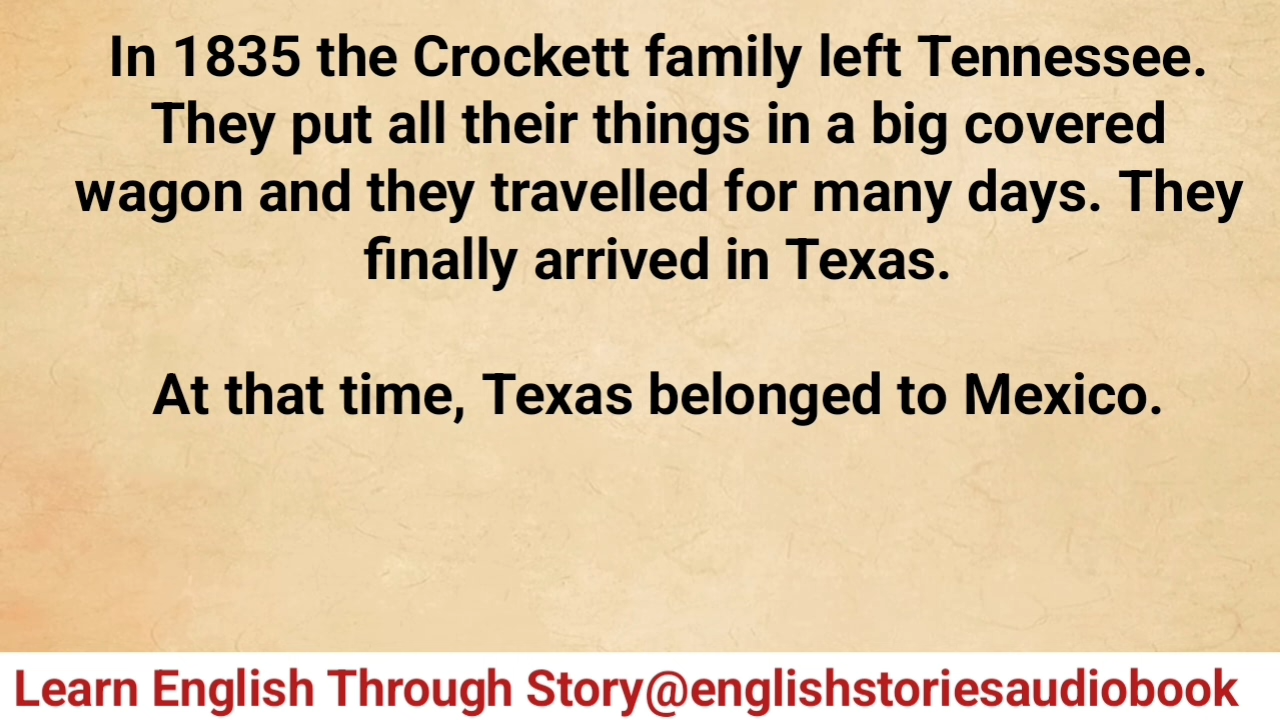 In 1835 the Crockett family left Tennessee.
They put all their things in a big covered
wagon and they travelled for many days. They
finally arrived in Texas.
At that time, Texas belonged to Mexico.
Learn English Through Story@englishstoriesaudiobook